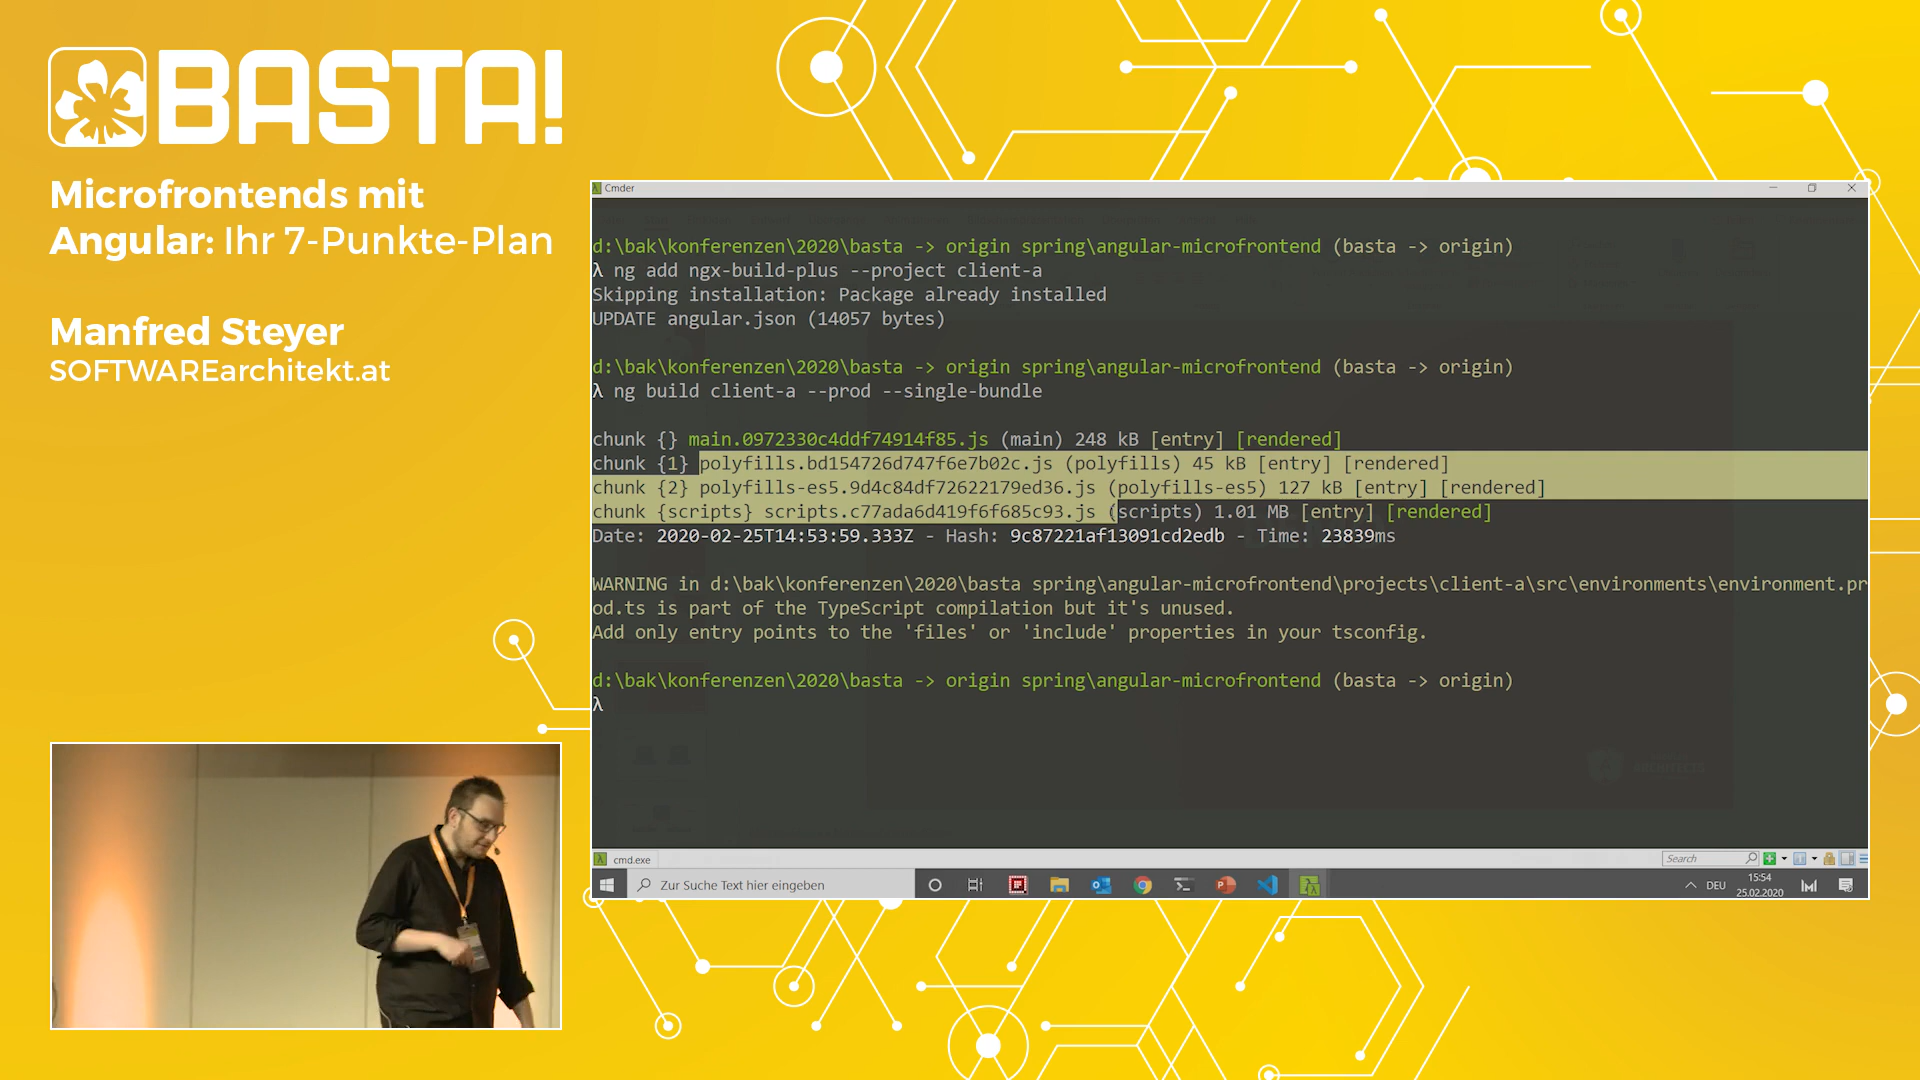 BASTA!
Microfrontends mit
Angular: Ihr 7-Punkte-Plan
Manfred Steyer
SOFTWAREarchitekt.at
Cmder
d:\bak\konferenzen\2020\basta -> origin spring\angular-microfrontend (basta -> origin)
λ ng add ngx-build-plus --project client-a
Skipping installation: Package already installed
UPDATE angular.json (14057 bytes)
d:\bak\konferenzen\2020\basta -> origin spring\angular-microfrontend (basta -> origin)
λ ng build client-a --prod --single-bundle
chunk {} main.0972330c4ddf74914f85.js (main) 248 kB [entry] [rendered]
chunk {1} polyfills.bd154726d747f6e7b02c.js (polyfills) 45 kB [entry] [rendered]
chunk {2} polyfills-es5.9d4c84df72622179ed36.js (polyfills-es5) 127 kB [entry] [rendered]
chunk {scripts} scripts.c77ada6d419f6f685c93.js (scripts) 1.01 MB [entry] [rendered]
Date: 2020-02-25T14:53:59.333Z - Hash: 9c87221af13091cd2edb - Time: 23839ms
WARNING in d:\bak\konferenzen\2020\basta spring\angular-microfrontend\projects\client-a\src\environments\environment.pr
od.ts is part of the TypeScript compilation but it's unused.
Add only entry points to the 'files' or 'include' properties in your tsconfig.
d:\bak\konferenzen\2020\basta -> origin spring\angular-microfrontend (basta -> origin)
λ
cmd.exe
Search
Zur Suche Text hier eingeben
DEU
15:54
25.02.2020